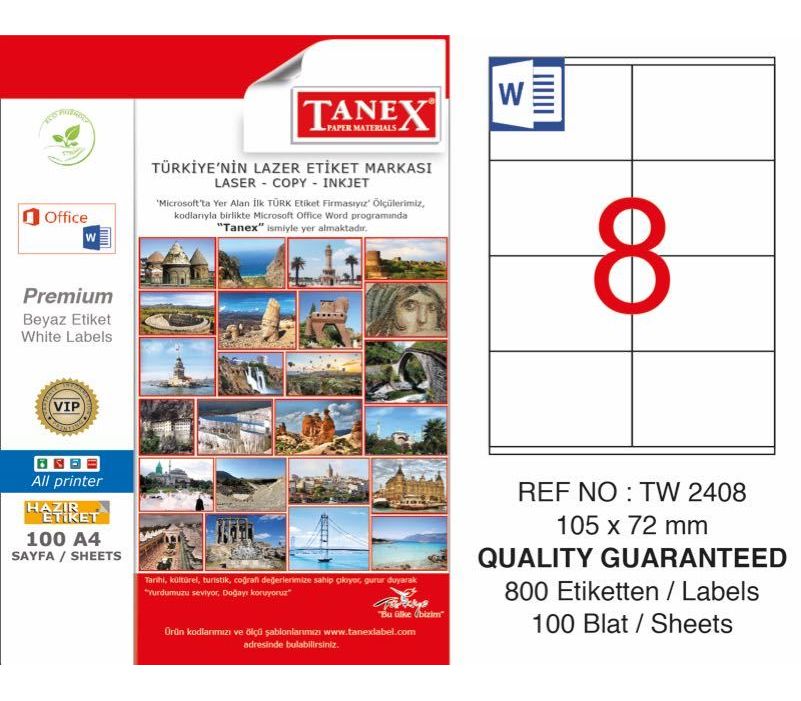 TANEX®
PAPER MATERIALS
ECO FRIENDLY
TÜRKİYE'NİN LAZER ETİKET MARKASI
LASER - COPY - INKJET
'Microsoft'ta Yer Alan İlk TÜRK Etiket Firmasıyız' Ölçülerimiz,
kodlarıyla birlikte Microsoft Office Word programında
"Tanex" ismiyle yer almaktadır.
Office
W
Premium
Beyaz Etiket
White Labels
VIP
All printer
HAZIR
ETİKET
100 A4
SAYFA / SHEETS
Tarihi, kültürel, turistik, coğrafi değerlerimize sahip çıkıyor, gurur duyarak
"Yurdumuzu seviyor, Doğayı koruyoruz"
Türkiye
"Bu ülke bizim"
Ürün kodlarımızı ve ölçü şablonlarımızı www.tanexlabel.com
adresinde bulabilirsiniz.
W
8
REF NO : TW 2408
105 x 72 mm
QUALITY GUARANTEED
800 Etiketten / Labels
100 Blat / Sheets